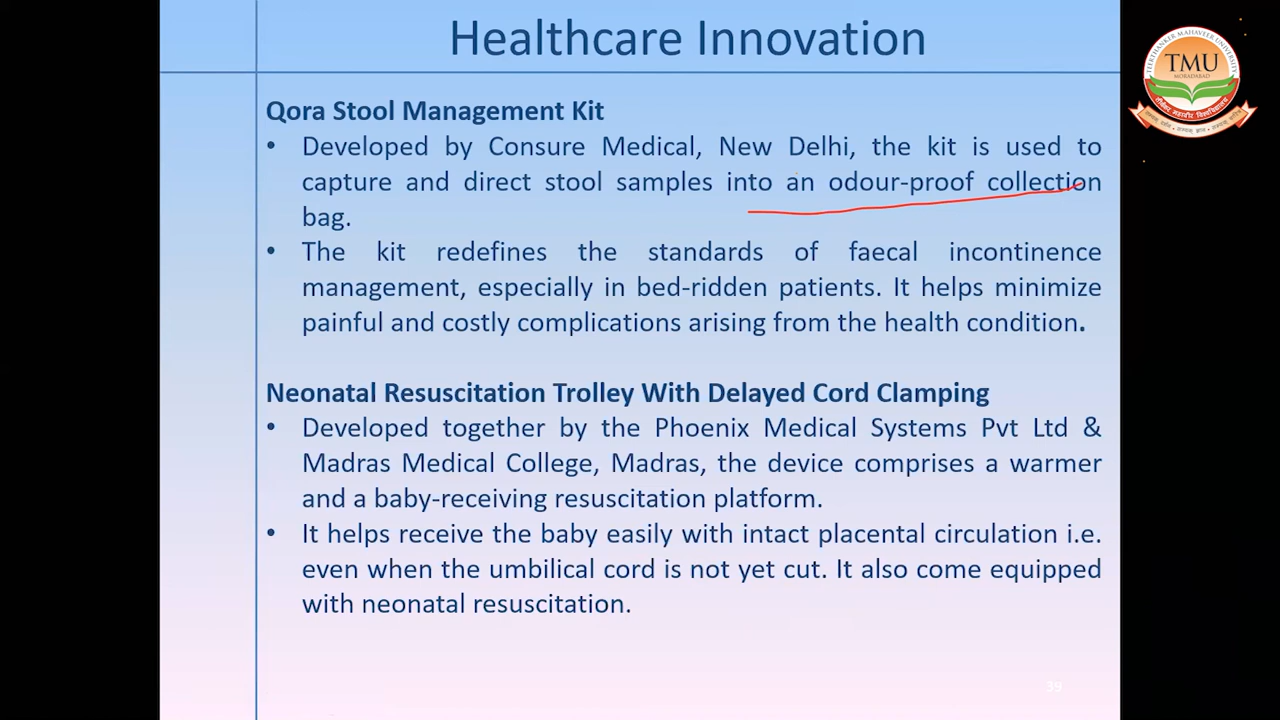 Healthcare Innovation
TEERTHANKER MAHAVEER UNIVERSITY
TMU
MORADABAD
Qora Stool Management Kit
• Developed by Consure Medical, New Delhi, the kit is used to
capture and direct stool samples into an odour-proof collection
bag.
• The kit redefines the standards of faecal incontinence
management, especially in bed-ridden patients. It helps minimize
painful and costly complications arising from the health condition.
Neonatal Resuscitation Trolley With Delayed Cord Clamping
• Developed together by the Phoenix Medical Systems Pvt Ltd &
Madras Medical College, Madras, the device comprises a warmer
and a baby-receiving resuscitation platform.
• It helps receive the baby easily with intact placental circulation i.e.
even when the umbilical cord is not yet cut. It also come equipped
with neonatal resuscitation.
39